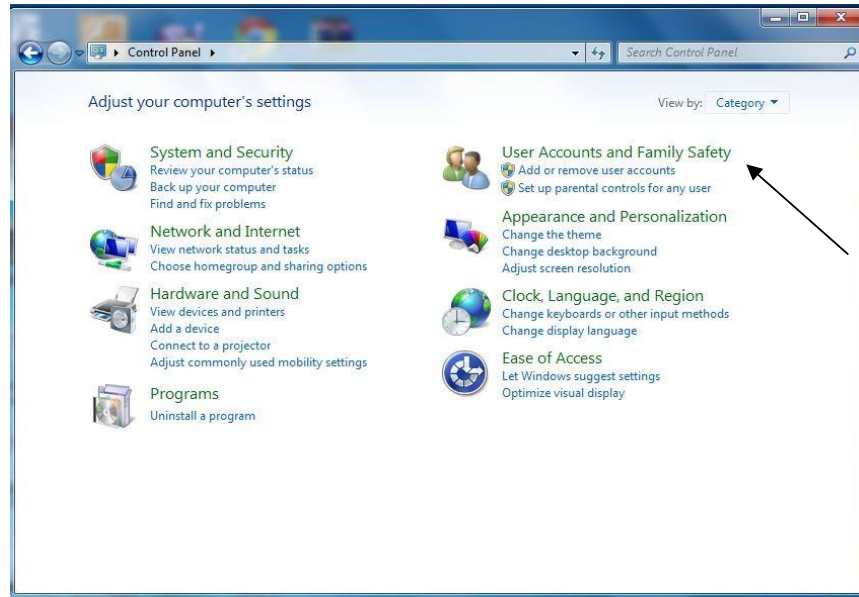 Control Panel
Search Control Panel
Adjust your computer's settings
View by: Category
System and Security
Review your computer's status
Back up your computer
Find and fix problems
Network and Internet
View network status and tasks
Choose homegroup and sharing options
Hardware and Sound
View devices and printers
Add a device
Connect to a projector
Adjust commonly used mobility settings
Programs
Uninstall a program
User Accounts and Family Safety
Add or remove user accounts
Set up parental controls for any user
Appearance and Personalization
Change the theme
Change desktop background
Adjust screen resolution
Clock, Language, and Region
Change keyboards or other input methods
Change display language
Ease of Access
Let Windows suggest settings
Optimize visual display